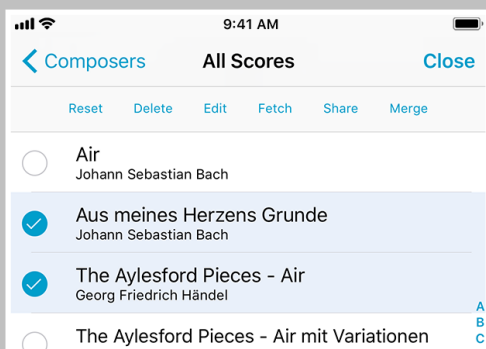 9:41 AM
Composers All Scores Close
Reset Delete Edit Fetch Share Merge
Air
Johann Sebastian Bach
Aus meines Herzens Grunde
Johann Sebastian Bach
The Aylesford Pieces - Air
Georg Friedrich Händel
The Aylesford Pieces - Air mit Variationen
A
B
C